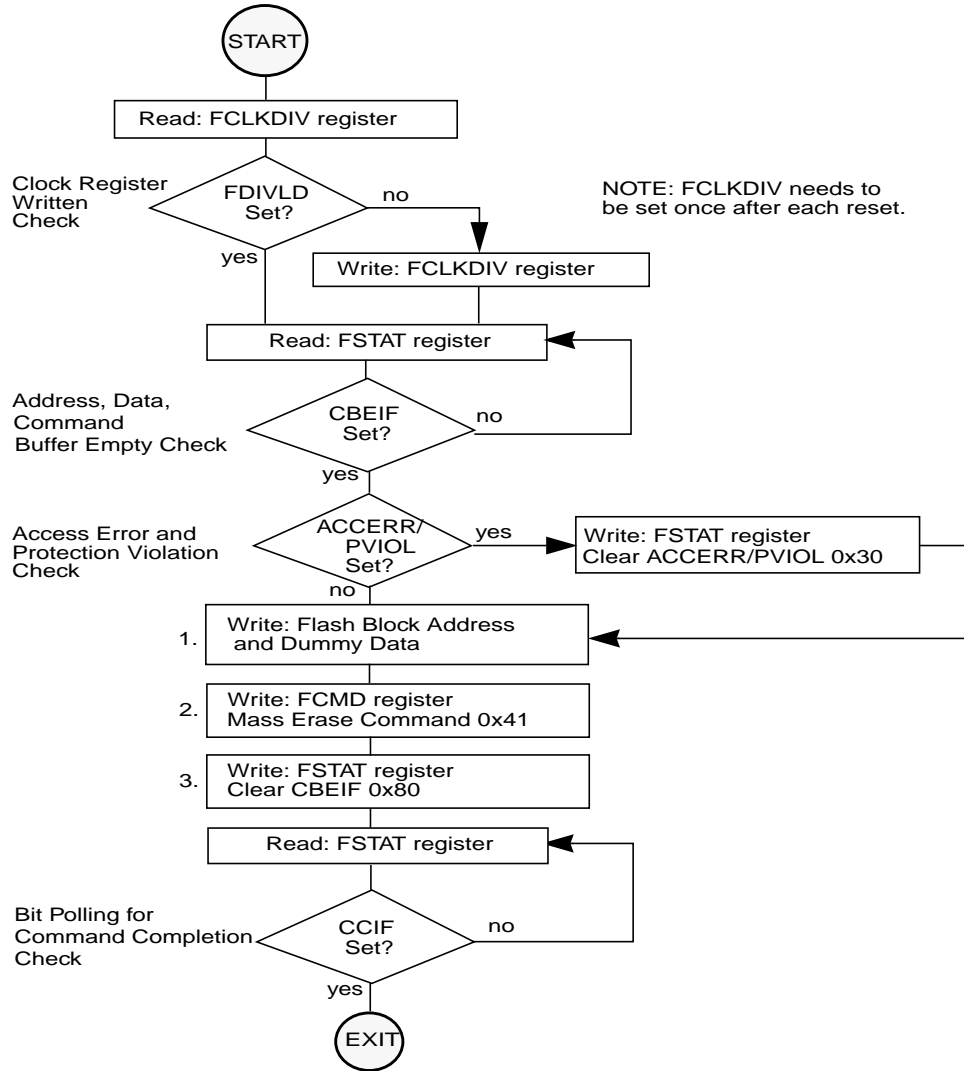 START
Read: FCLKDIV register
Clock Register
Written
Check
FDIVLD
Set?
no
yes
NOTE: FCLKDIV needs to
be set once after each reset.
Write: FCLKDIV register
Read: FSTAT register
Address, Data,
Command
Buffer Empty Check
CBEIF
Set?
no
yes
Access Error and
Protection Violation
Check
ACCERR/
PVIOL
Set?
yes
no
Write: FSTAT register
Clear ACCERR/PVIOL 0x30
1.
Write: Flash Block Address
and Dummy Data
2.
Write: FCMD register
Mass Erase Command 0x41
3.
Write: FSTAT register
Clear CBEIF 0x80
Read: FSTAT register
Bit Polling for
Command Completion
Check
CCIF
Set?
no
yes
EXIT